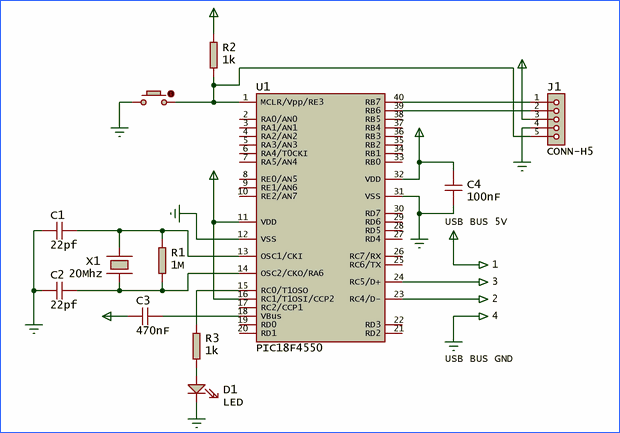 R2
1k
U1
J1
1 MCLR/Vpp/RE3 RB7 40 1
2 RA0/AN0 RB6 39 2
3 RA1/AN1 RB5 38 3
4 RA2/AN2 RB4 37 4
5 RA3/AN3 RB3 36 5
6 RA4/T0CKI RB2 35
7 RA5/AN4 RB1 34
RB0 33
CONN-H5
8 RE0/AN5 VDD 32
9 RE1/AN6
10 RE2/AN7 VSS 31
C4
100nF
11 VDD RD7 30
RD6 29
12 VSS RD5 28
RD4 27
USB BUS 5V
C1
22pf
X1
20Mhz
R1
1M
C2
22pf
13 OSC1/CKI RC7/RX 26
RC6/TX 25
14 OSC2/CKO/RA6
15 RC0/T1OSO RC5/D+ 24
16 RC1/T1OSI/CCP2
17 RC2/CCP1 RC4/D- 23
18 VBus
19 RD0 RD3 22
20 RD1 RD2 21
PIC18F4550
1
3
2
4
USB BUS GND
C3
470nF
R3
1k
D1
LED